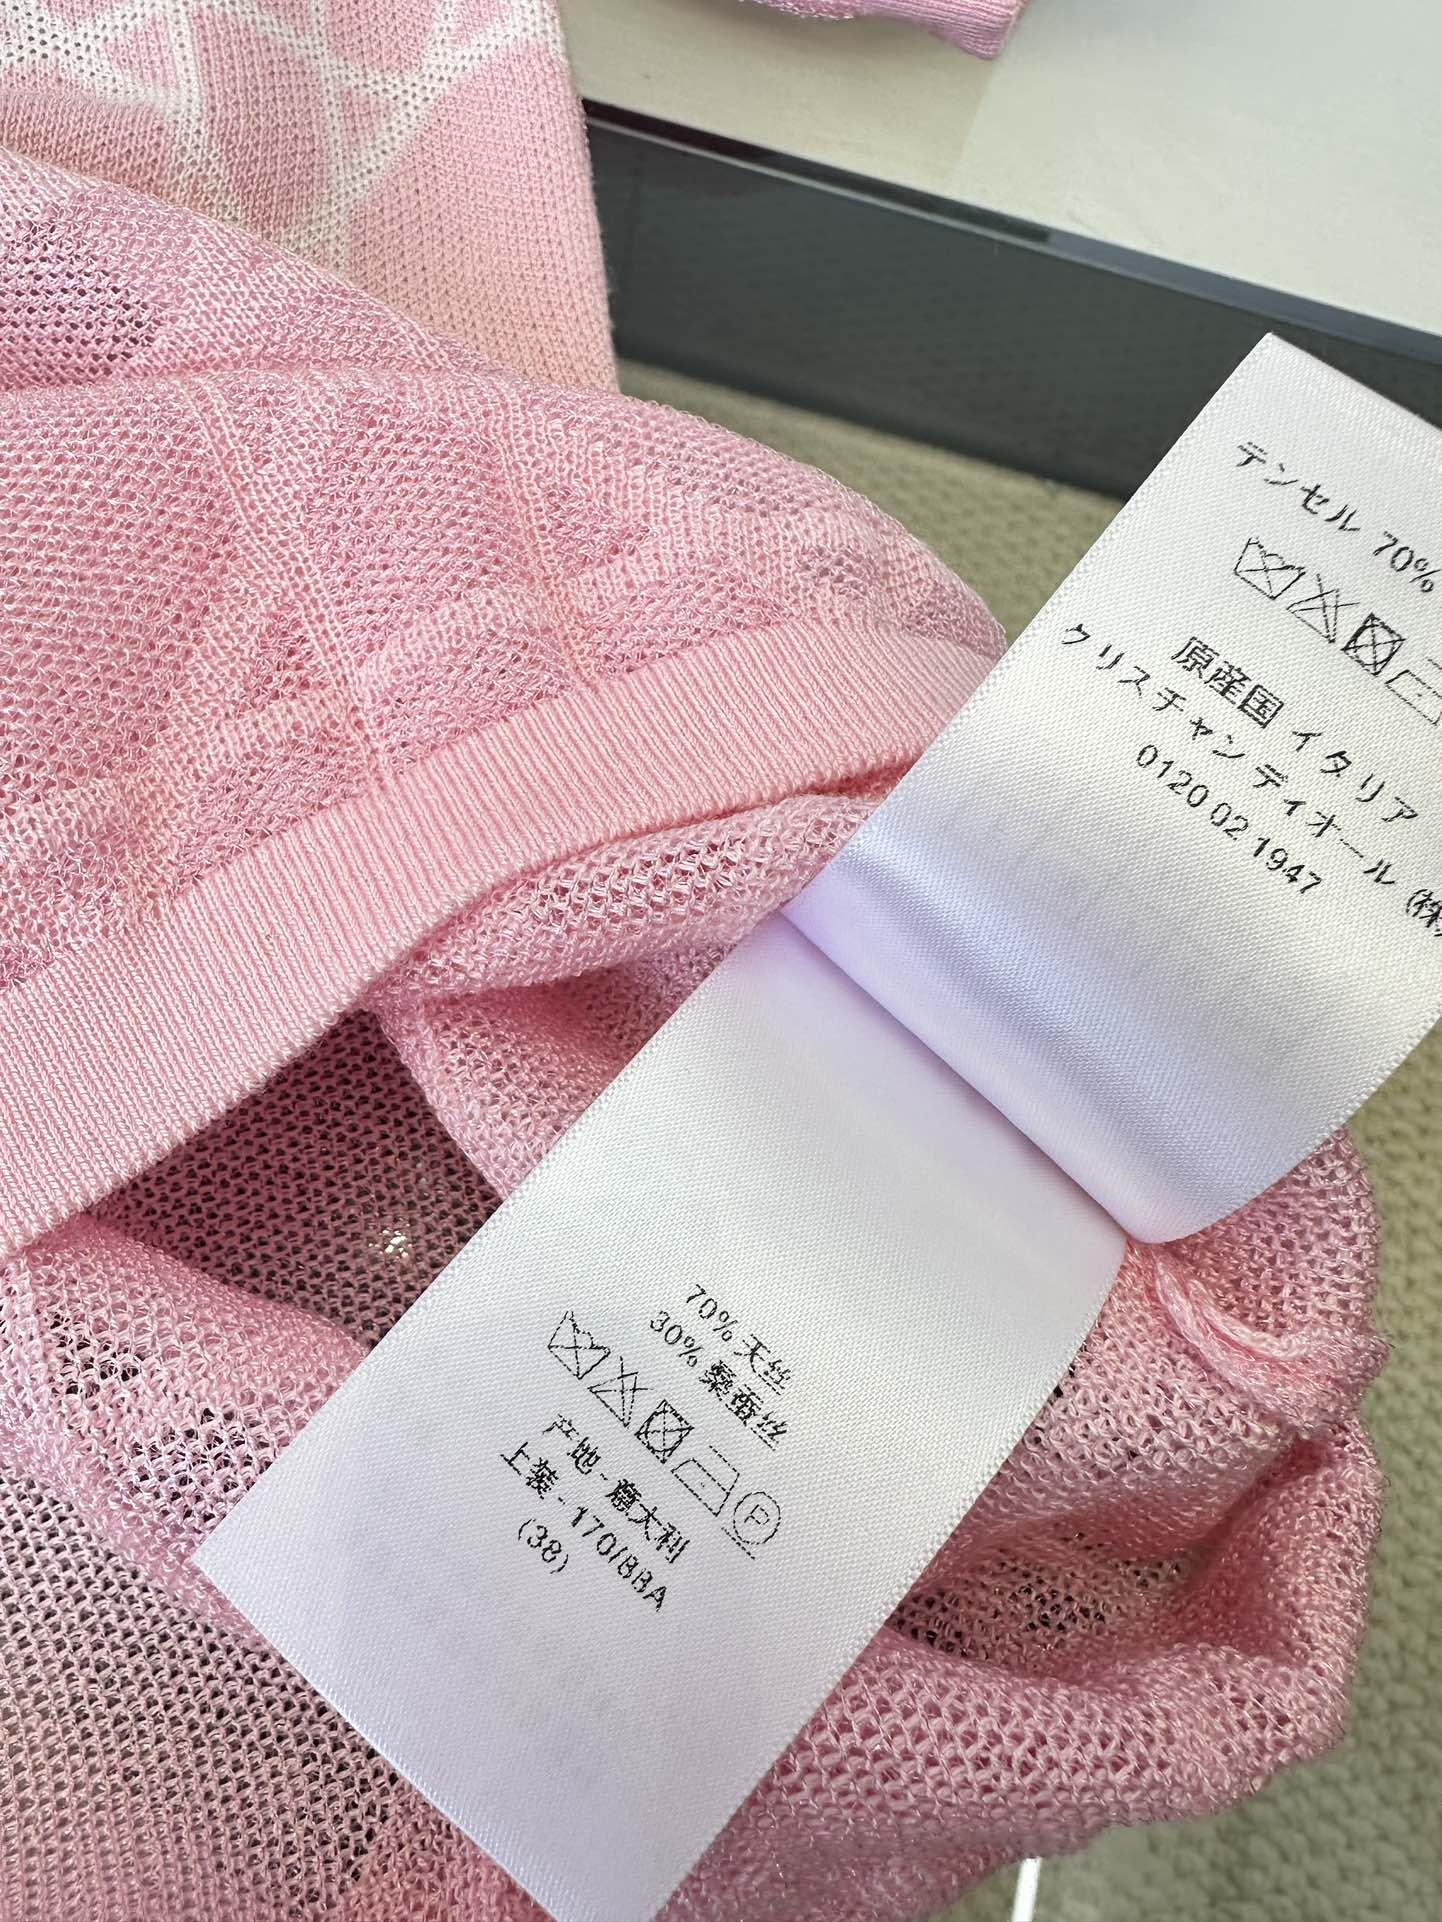 テンセル 70%
原産国 イタリア
クリスチャン ディオール (株
0120 02 1947
70% 天丝
30% 桑蚕丝
P
产地 - 意大利
上装 - 170/88A
(38)